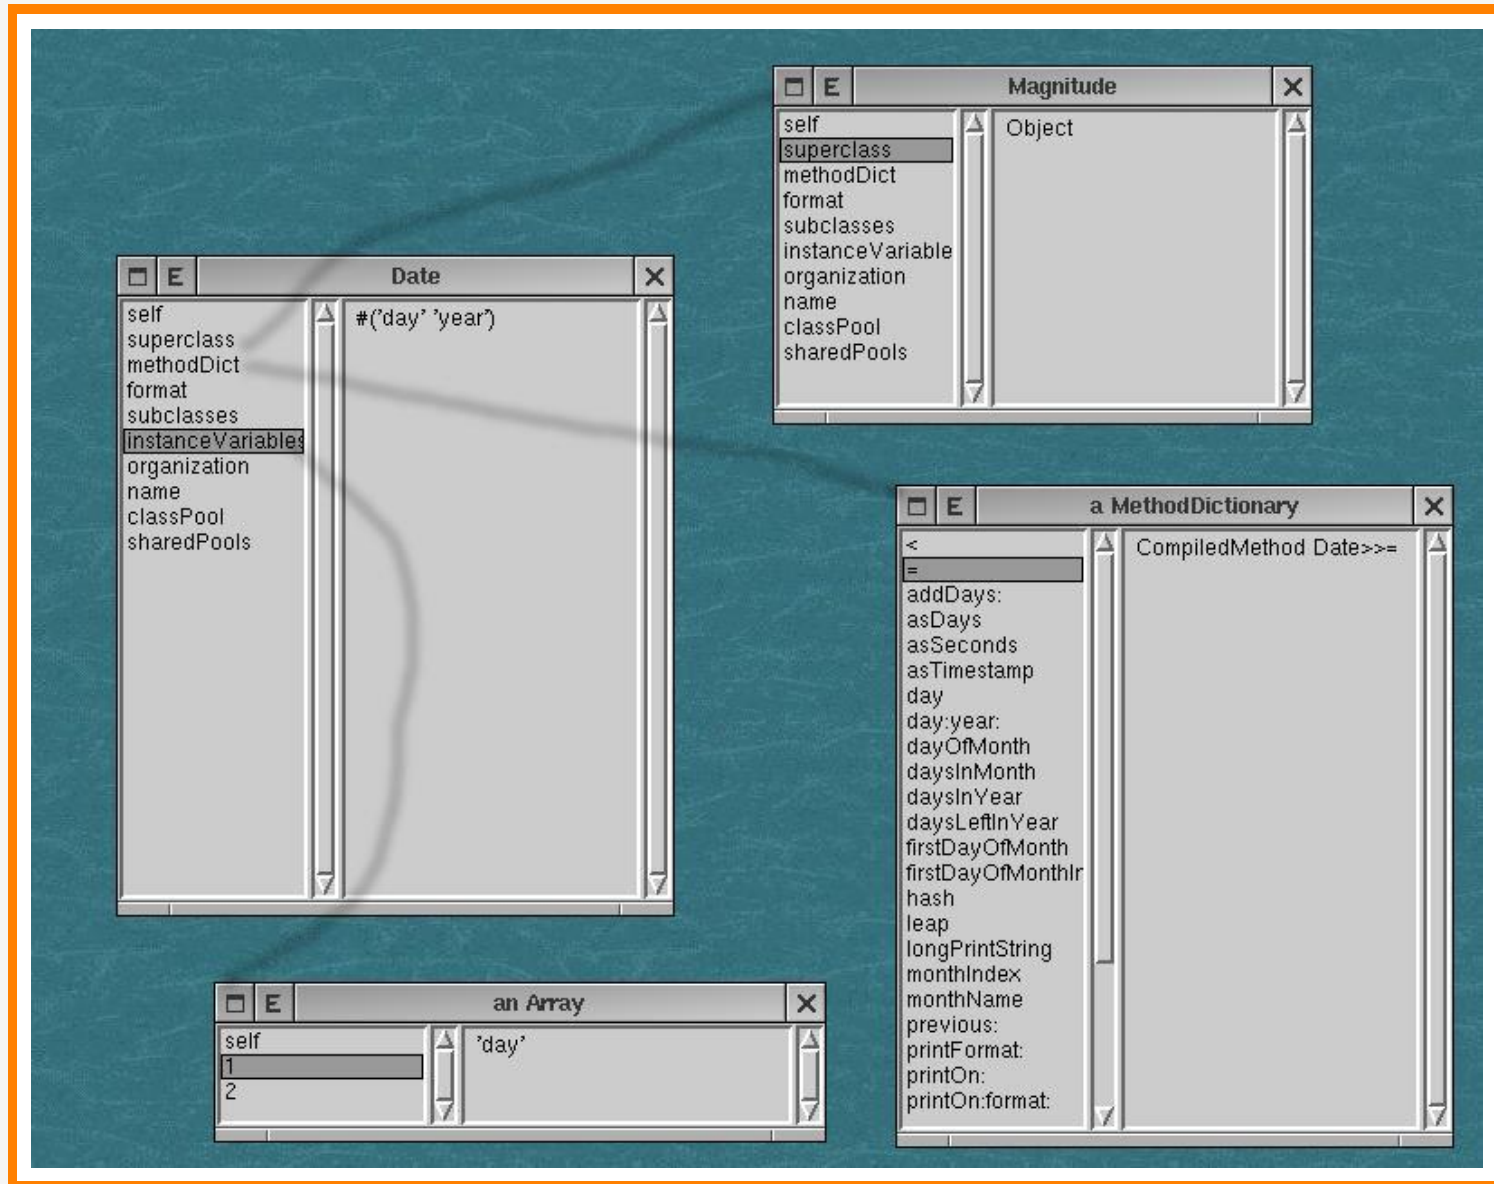 E Magnitude
self
superclass
methodDict
format
subclasses
instanceVariable
organization
name
classPool
sharedPools
Object
E Date
self
superclass
methodDict
format
subclasses
instanceVariables
organization
name
classPool
sharedPools
#('day' 'year')
E a MethodDictionary
<
=
addDays:
asDays
asSeconds
asTimestamp
day
day:year:
dayOfMonth
daysInMonth
daysInYear
daysLeftInYear
firstDayOfMonth
firstDayOfMonthIr
hash
leap
longPrintString
monthIndex
monthName
previous:
printFormat:
printOn:
printOn:format:
CompiledMethod Date>>=
E an Array
self
1
2
'day'